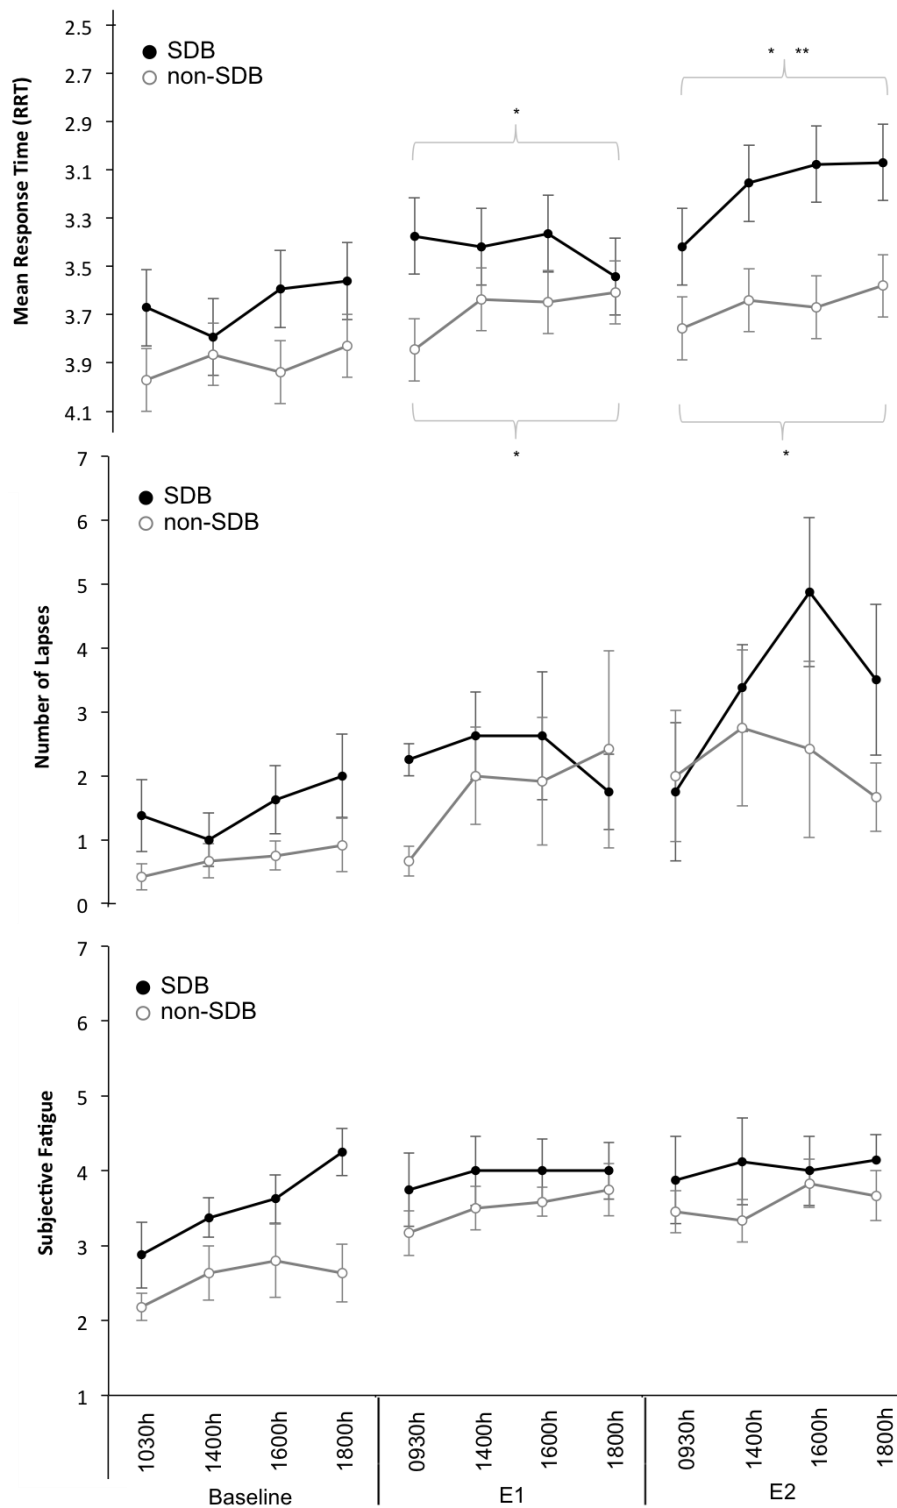 2.5
SDB
non-SDB
* **
2.7
2.9
*
3.1
3.3
3.5
3.7
3.9
4.1
Mean Response Time (RRT)
* *
7
SDB
non-SDB
6
5
4
3
2
1
0
Number of Lapses
7
SDB
non-SDB
6
5
4
3
2
1
Subjective Fatigue
1030h 1400h 1600h 1800h 0930h 1400h 1600h 1800h 0930h 1400h 1600h 1800h
Baseline E1 E2